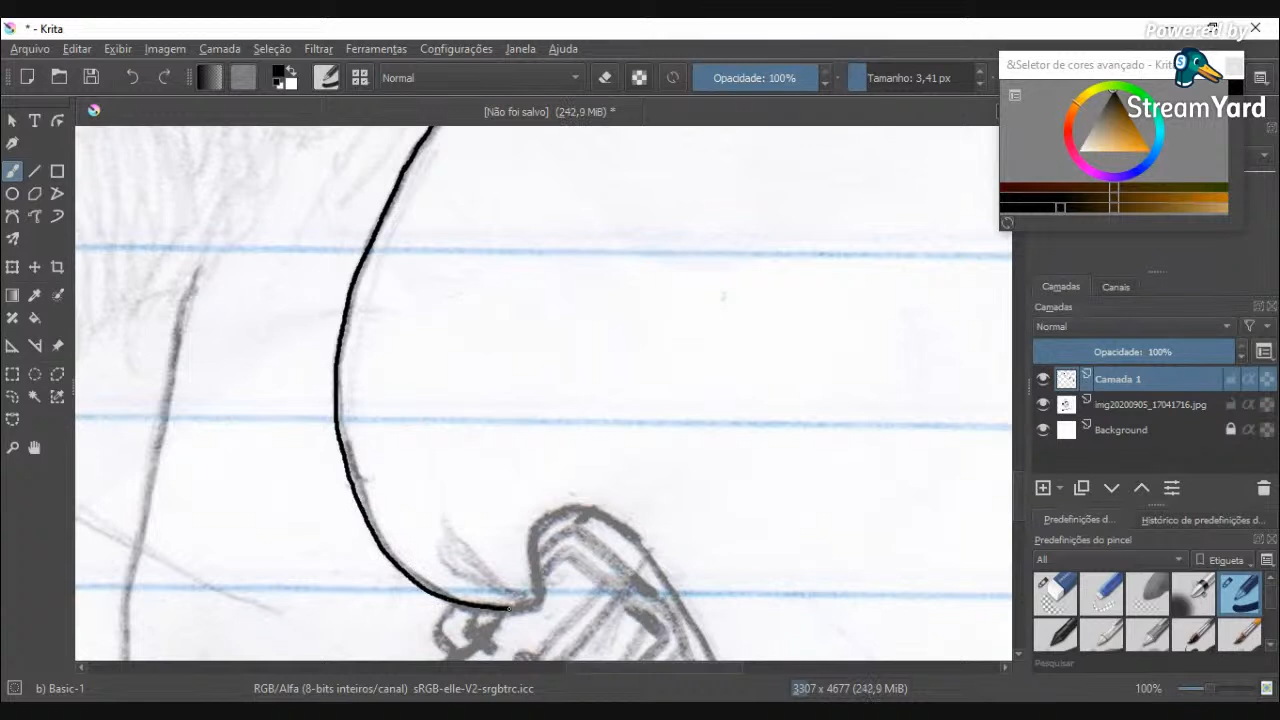 * - Krita
Powered by
Arquivo Editar Exibir Imagem Camada Seleção Filtrar Ferramentas Configurações Janela Ajuda
&Seletor de cores avançado - Krita
StreamYard
Normal
Opacidade: 100%
Tamanho: 3,41 px
[Não foi salvo] (242,9 MiB) *
Camadas Canais
Camadas
Normal
Opacidade: 100%
Camada 1
img20200905_17041716.jpg
Background
Predefinições d... Histórico de predefinições d...
Predefinições do pincel
All
Etiqueta
Pesquisar
b) Basic-1
RGB/Alfa (8-bits inteiros/canal) sRGB-elle-V2-srgbtrc.icc
3307 x 4677 (242,9 MiB)
100%